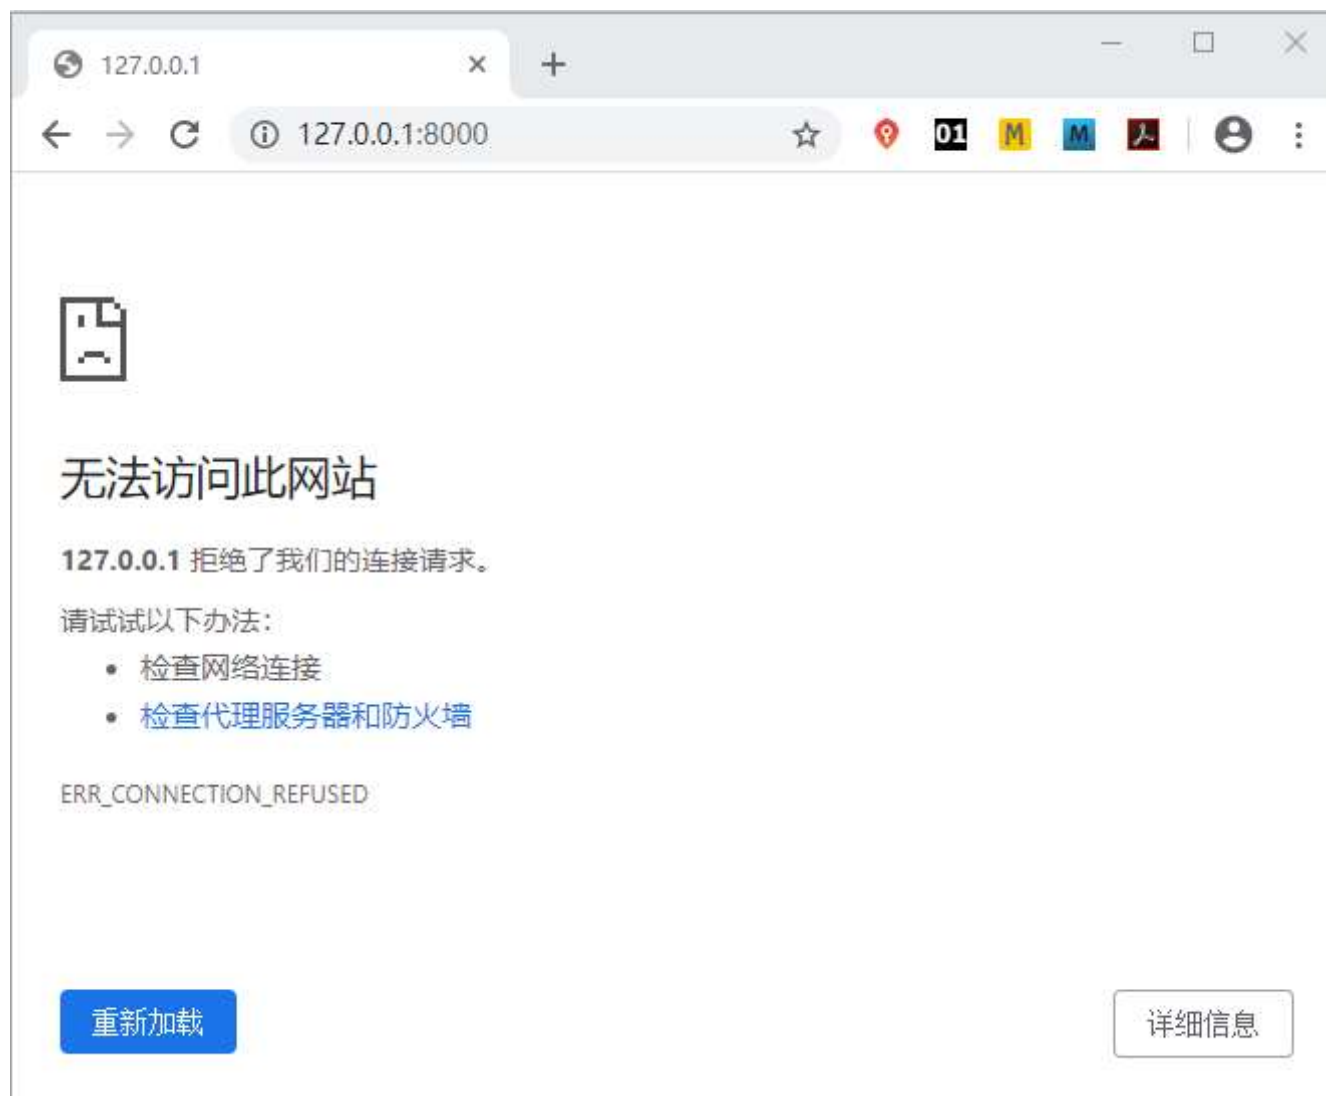 127.0.0.1
127.0.0.1:8000
01 M M
无法访问此网站
127.0.0.1 拒绝了我们的连接请求。
请试试以下办法：
检查网络连接
检查代理服务器和防火墙
ERR_CONNECTION_REFUSED
重新加载 详细信息